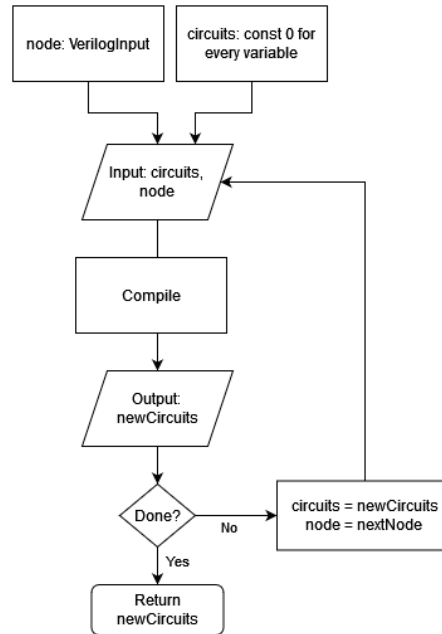 node: VerilogInput
circuits: const 0 for
every variable
Input: circuits,
node
Compile
Output:
newCircuits
Done?
No
circuits = newCircuits
node = nextNode
Yes
Return
newCircuits